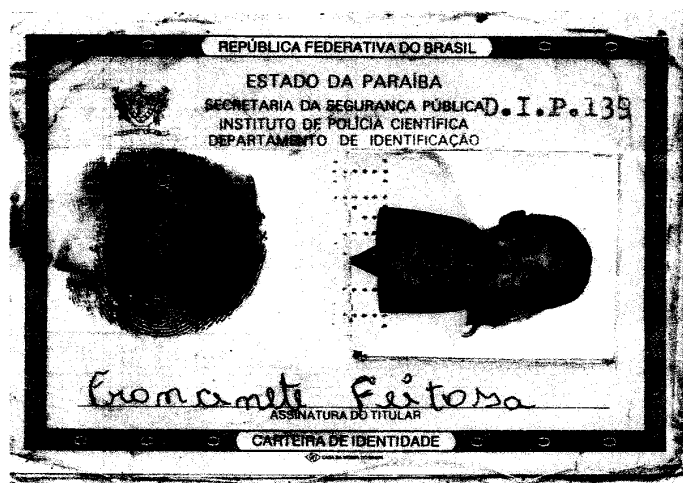 REPÚBLICA FEDERATIVA DO BRASIL
ESTADO DA PARAÍBA
SECRETARIA DA SEGURANÇA PÚBLICA D.I.P.139
INSTITUTO DE POLÍCIA CIENTÍFICA
DEPARTAMENTO DE IDENTIFICAÇÃO
Feitosa
ASSINATURA DO TITULAR
CARTEIRA DE IDENTIDADE